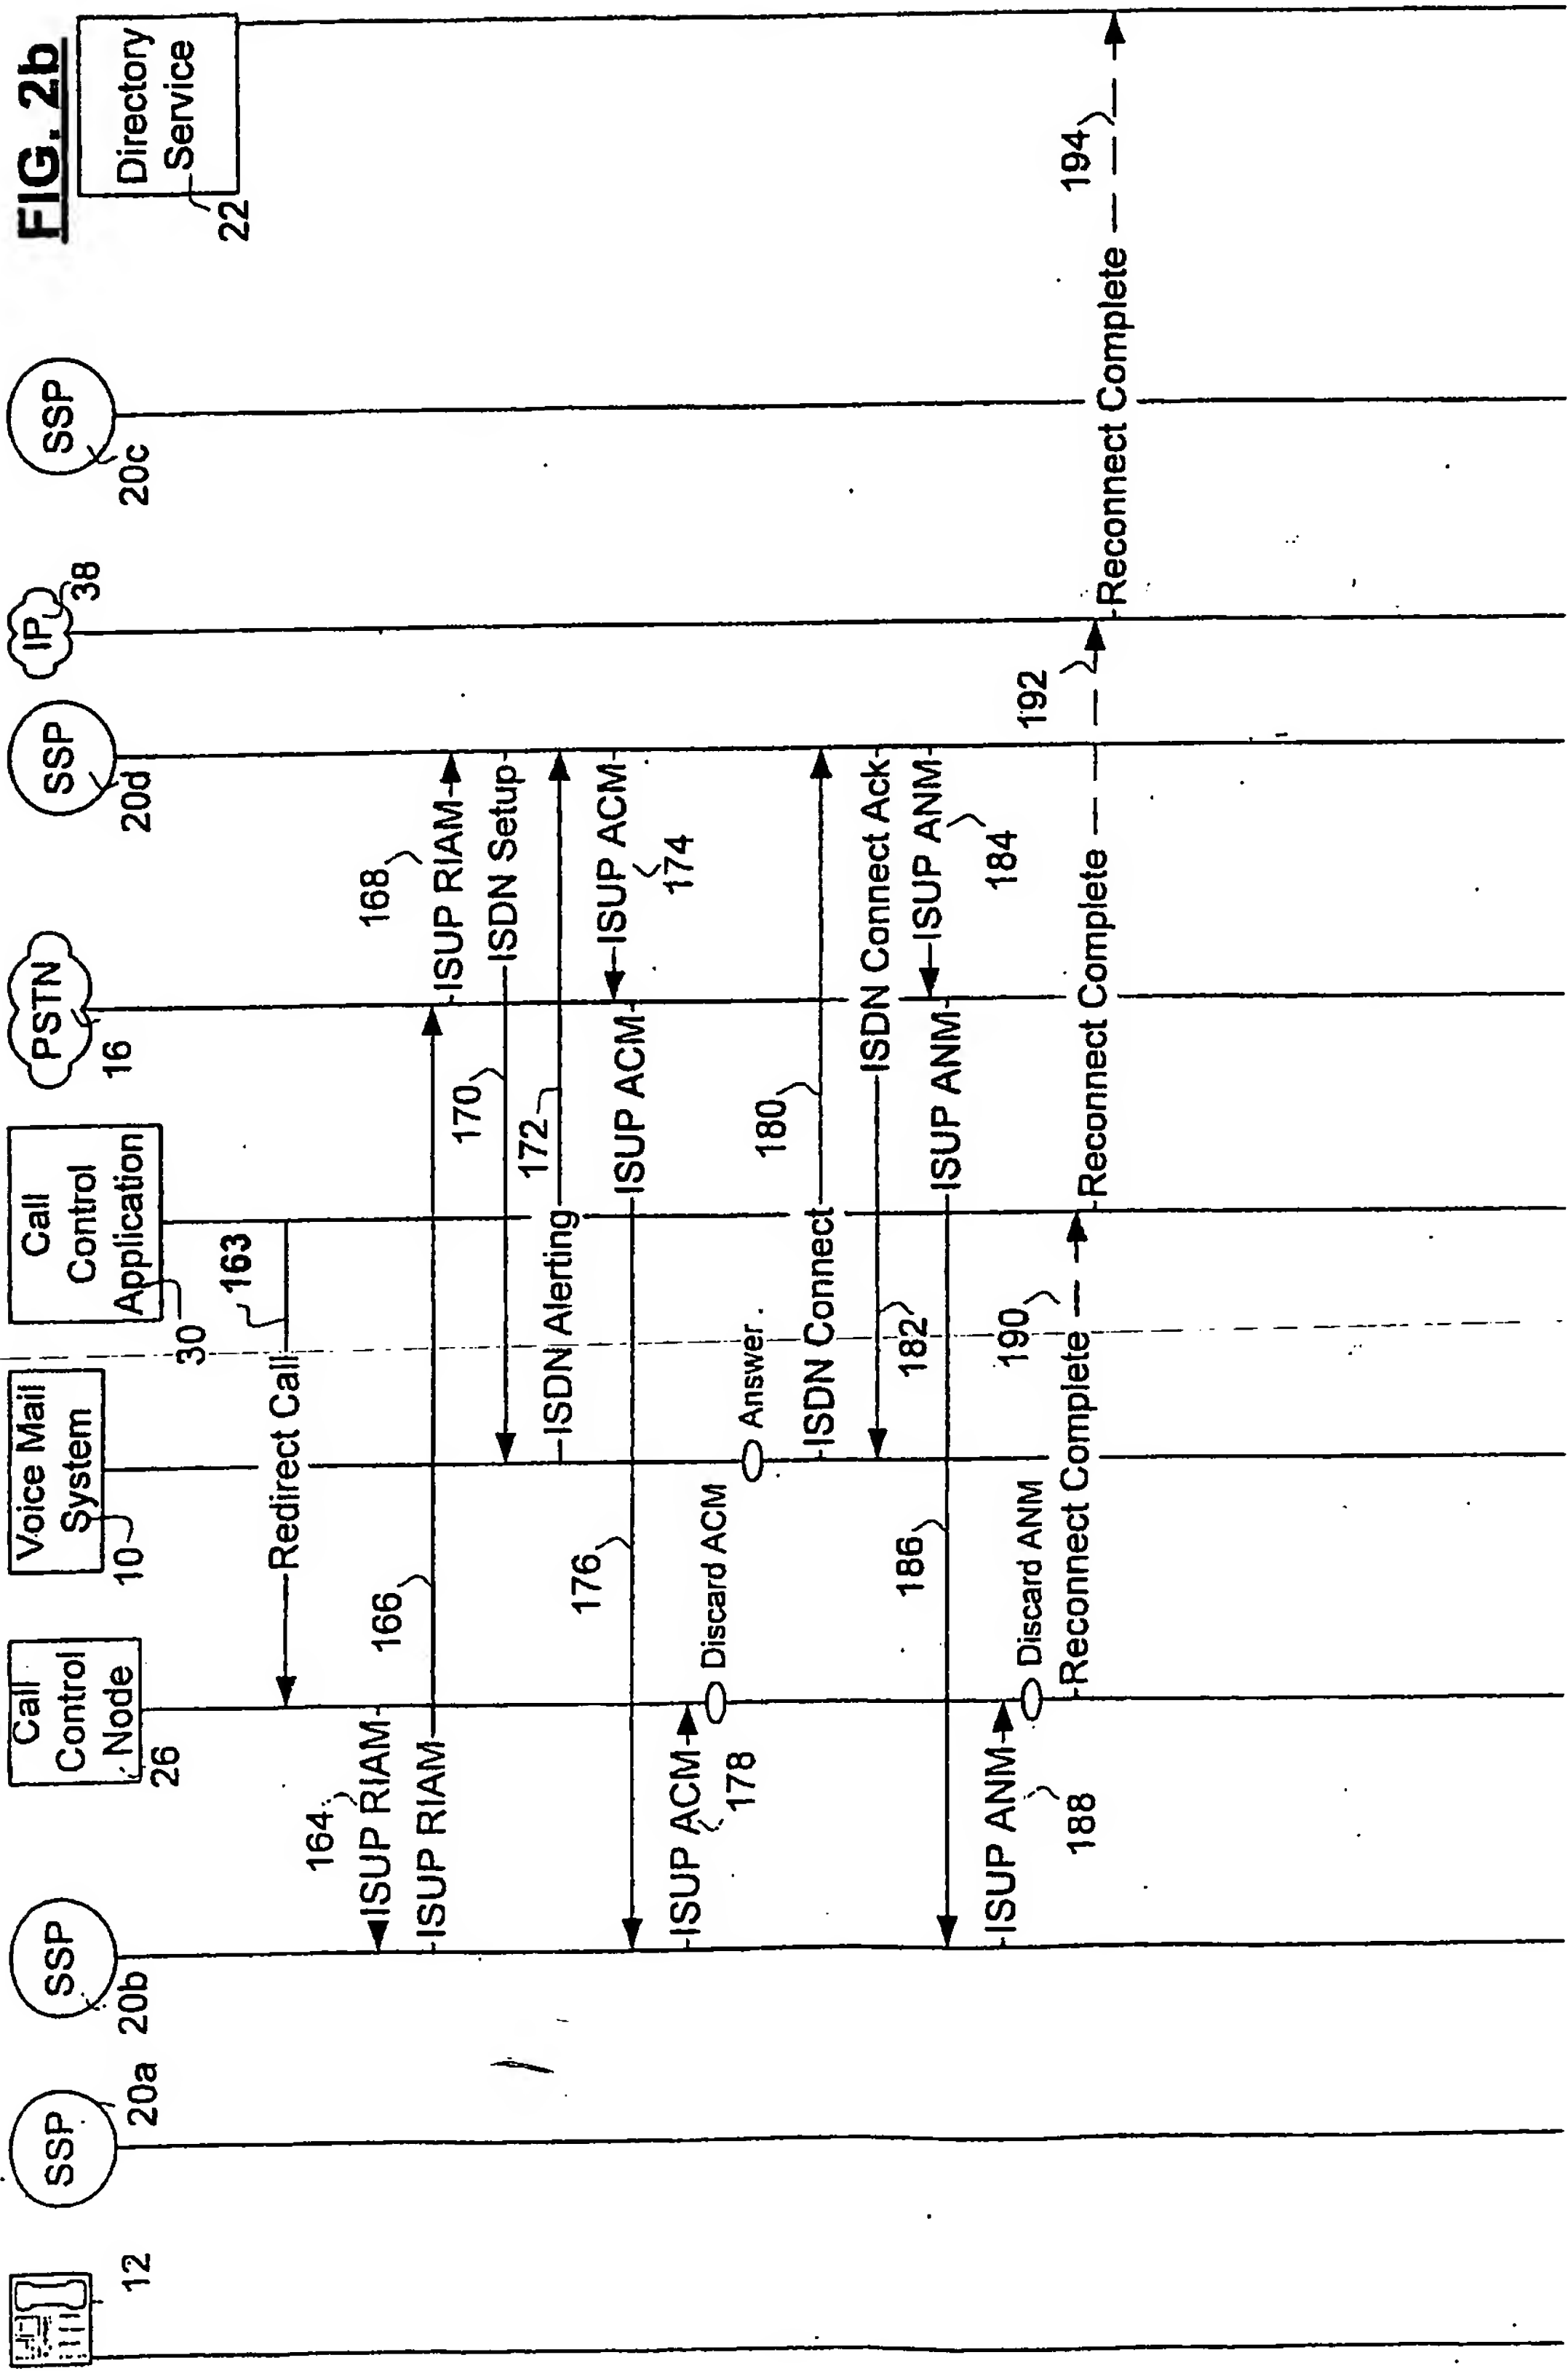 FIG. 2b
12
SSP
20a
SSP
20b
Call
Control
Node
26
Voice Mail
System
10
Call
Control
Application
30
PSTN
16
SSP
20d
IP
38
SSP
20c
Directory
Service
22
Redirect Call
163
164
ISUP RIAM
ISUP RIAM
166
168
ISUP RIAM
170
ISDN Setup
ISDN Alerting
172
ISUP ACM
174
176
ISUP ACM
ISUP ACM
178
Discard ACM
Answer
ISDN Connect
180
182
ISDN Connect Ack
ISUP ANM
184
186
ISUP ANM
ISUP ANM
188
Discard ANM
Reconnect Complete
190
Reconnect Complete
192
Reconnect Complete
194